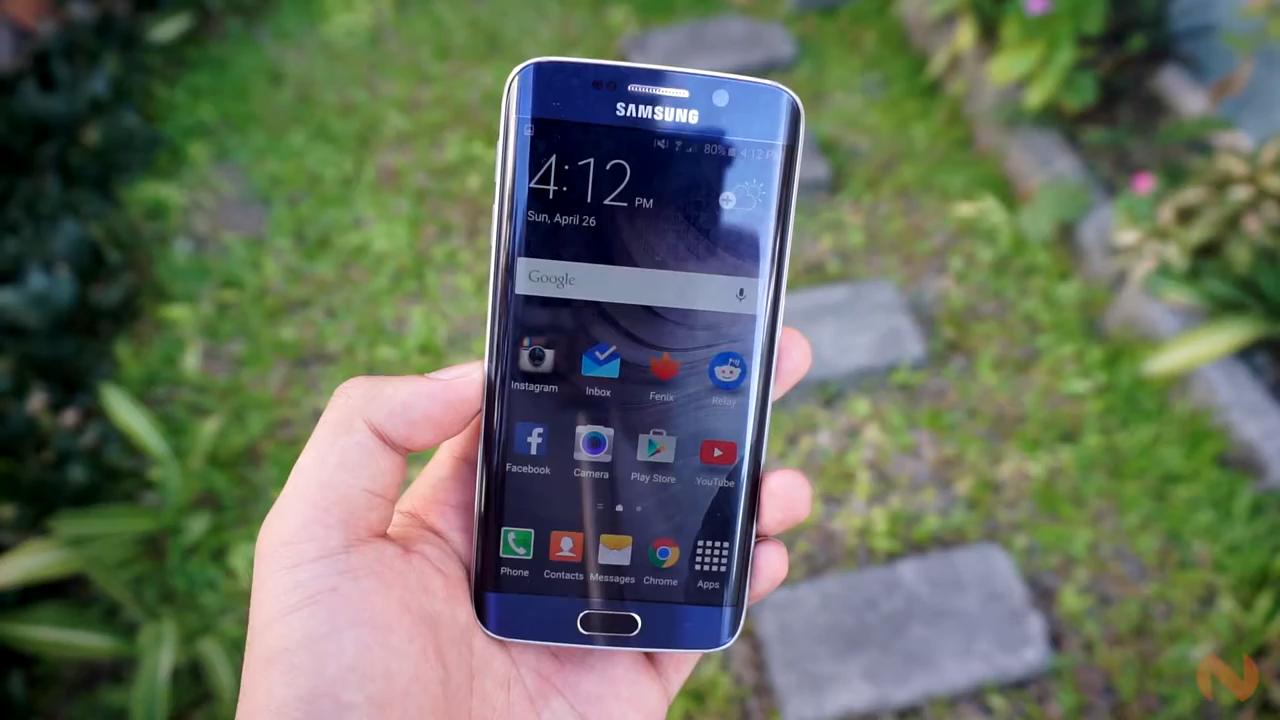 SAMSUNG
80% 4:12 P
4:12 PM
Sun, April 26
Google
Instagram
Inbox
Fenix
Relay
Facebook
Camera
Play Store
YouTube
Phone
Contacts
Messages
Chrome
Apps
N